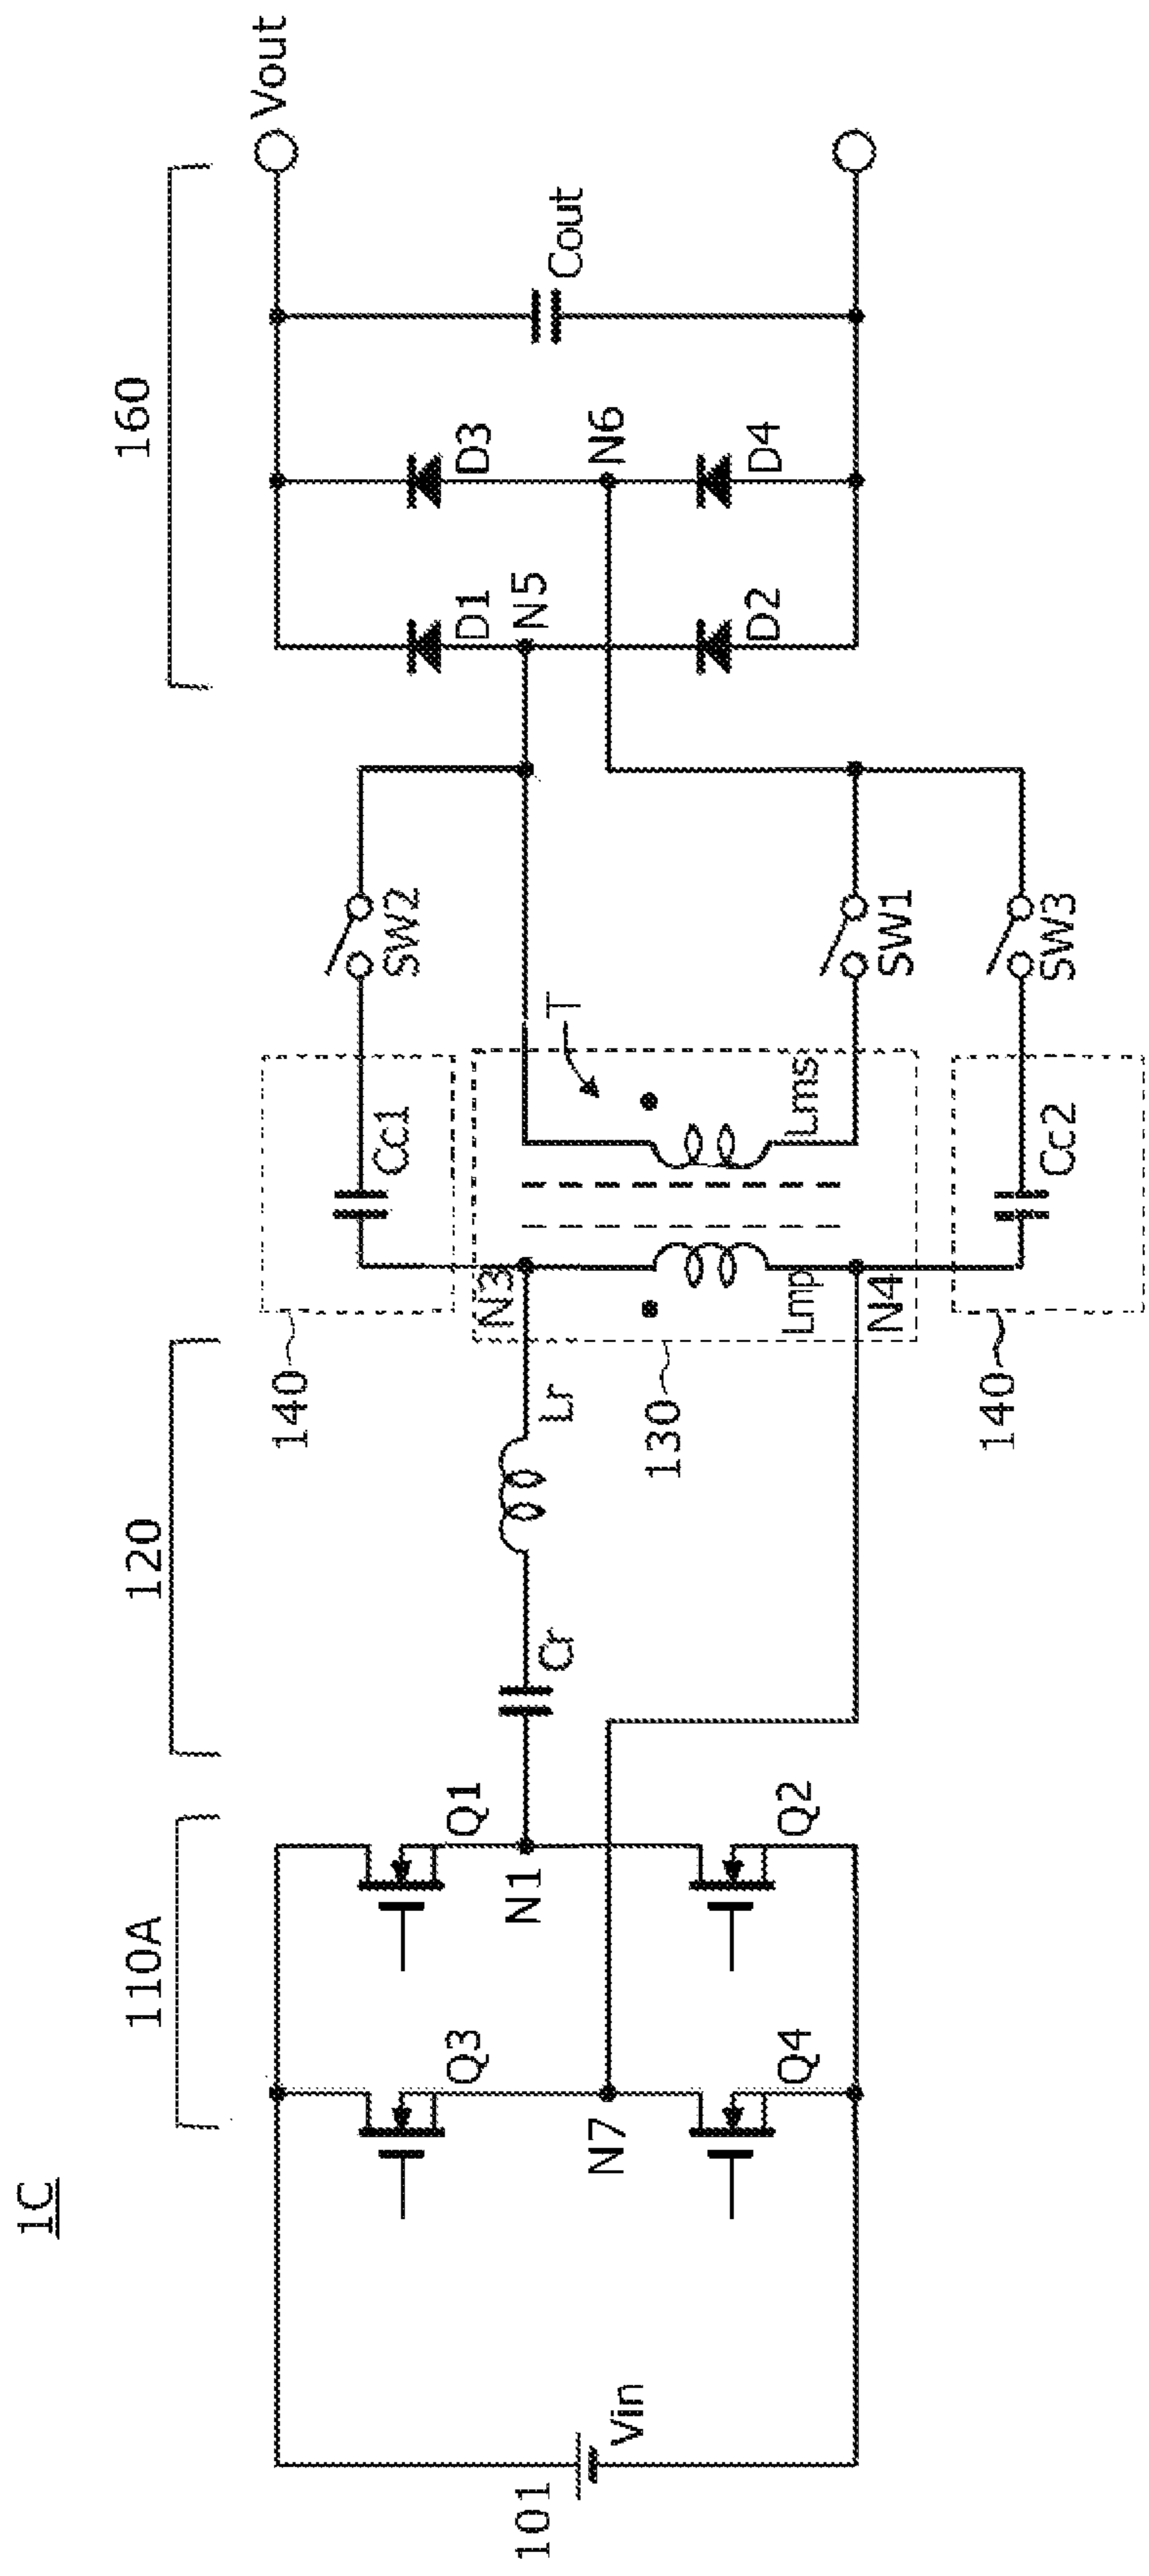 1C
110A
120
160
Vout
140
Cc1
SW2
Q3
Q1
D1
D3
N3
Lr
Cr
N1
N5
Cout
T
101
Vin
N7
130
N6
Lmp
Lms
Q4
Q2
N4
SW1
D2
D4
140
Cc2
SW3